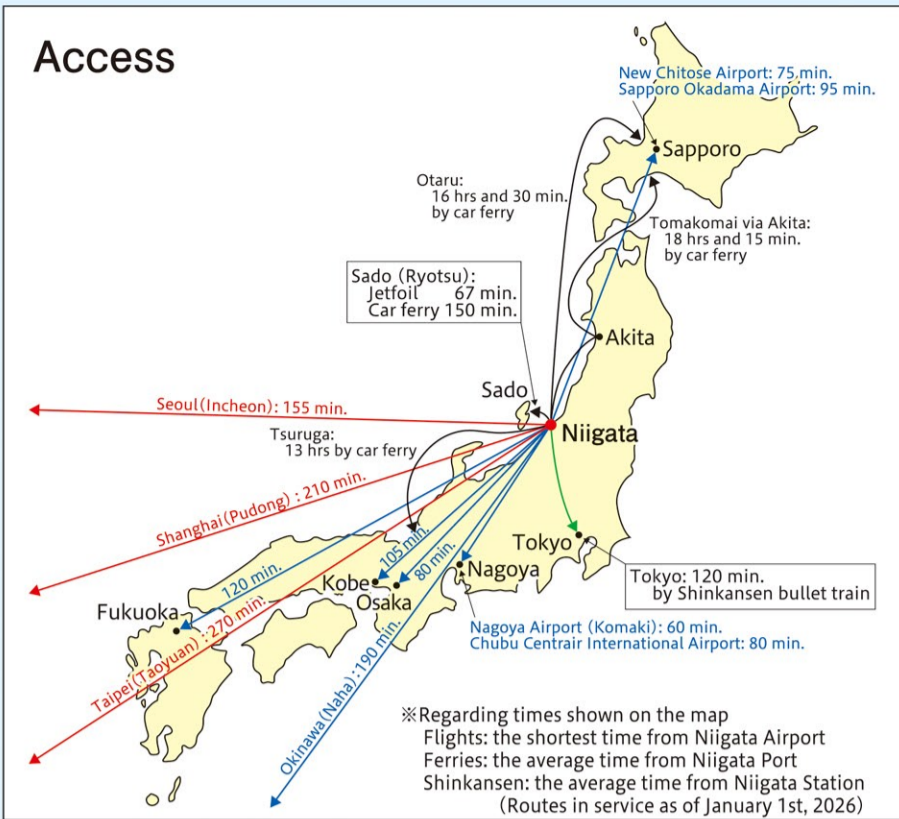 Access
New Chitose Airport: 75 min.
Sapporo Okadama Airport: 95 min.
Sapporo
Otaru:
16 hrs and 30 min.
by car ferry
Tomakomai via Akita:
18 hrs and 15 min.
by car ferry
Sado (Ryotsu):
Jetfoil 67 min.
Car ferry 150 min.
Akita
Sado
Seoul(Incheon): 155 min.
Niigata
Tsuruga:
13 hrs by car ferry
Shanghai(Pudong) : 210 min.
105 min.
80 min.
120 min.
Tokyo
Nagoya
Kobe
Osaka
Tokyo: 120 min.
by Shinkansen bullet train
Fukuoka
Nagoya Airport (Komaki): 60 min.
Chubu Centrair International Airport: 80 min.
Taipei(Taoyuan) : 270 min.
Okinawa(Naha):190 min.
※Regarding times shown on the map
Flights: the shortest time from Niigata Airport
Ferries: the average time from Niigata Port
Shinkansen: the average time from Niigata Station
(Routes in service as of January 1st, 2026)